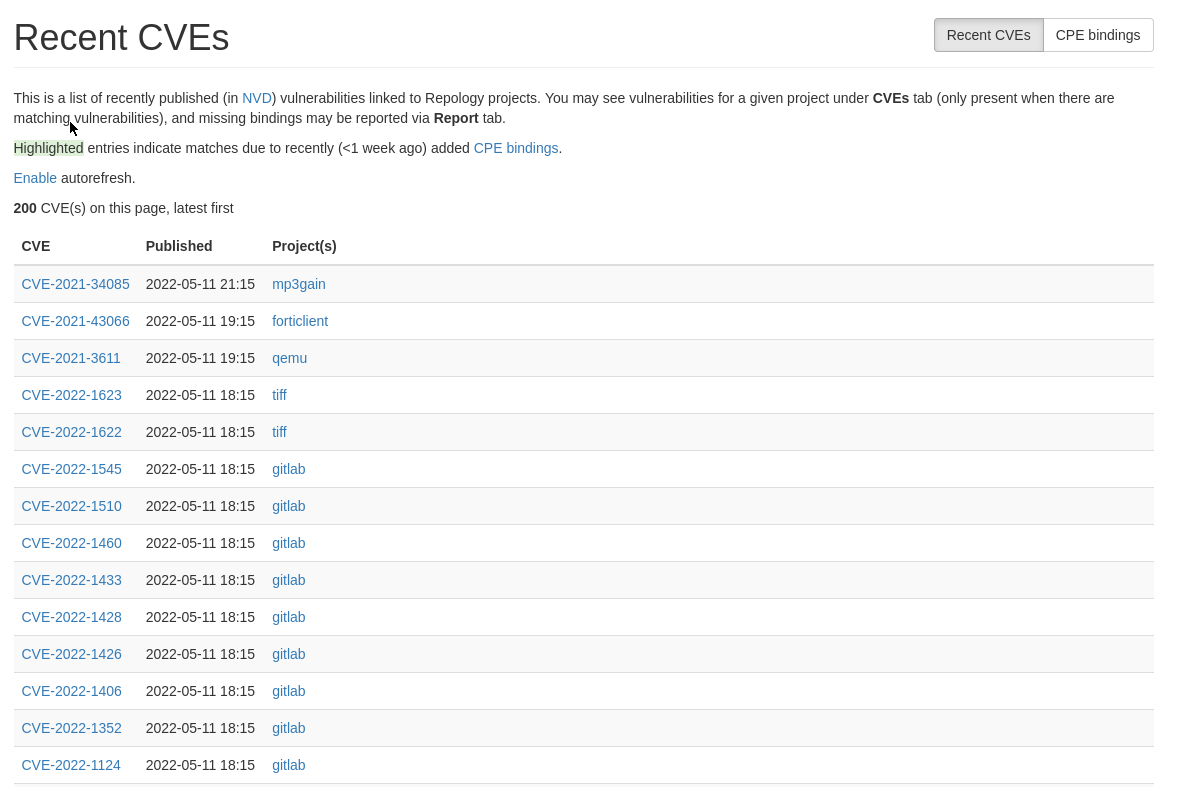 Recent CVEs
Recent CVEs CPE bindings
This is a list of recently published (in NVD) vulnerabilities linked to Repology projects. You may see vulnerabilities for a given project under CVEs tab (only present when there are
matching vulnerabilities), and missing bindings may be reported via Report tab.
Highlighted entries indicate matches due to recently (<1 week ago) added CPE bindings.
Enable autorefresh.
200 CVE(s) on this page, latest first
CVE Published Project(s)
CVE-2021-34085 2022-05-11 21:15 mp3gain
CVE-2021-43066 2022-05-11 19:15 forticlient
CVE-2021-3611 2022-05-11 19:15 qemu
CVE-2022-1623 2022-05-11 18:15 tiff
CVE-2022-1622 2022-05-11 18:15 tiff
CVE-2022-1545 2022-05-11 18:15 gitlab
CVE-2022-1510 2022-05-11 18:15 gitlab
CVE-2022-1460 2022-05-11 18:15 gitlab
CVE-2022-1433 2022-05-11 18:15 gitlab
CVE-2022-1428 2022-05-11 18:15 gitlab
CVE-2022-1426 2022-05-11 18:15 gitlab
CVE-2022-1406 2022-05-11 18:15 gitlab
CVE-2022-1352 2022-05-11 18:15 gitlab
CVE-2022-1124 2022-05-11 18:15 gitlab